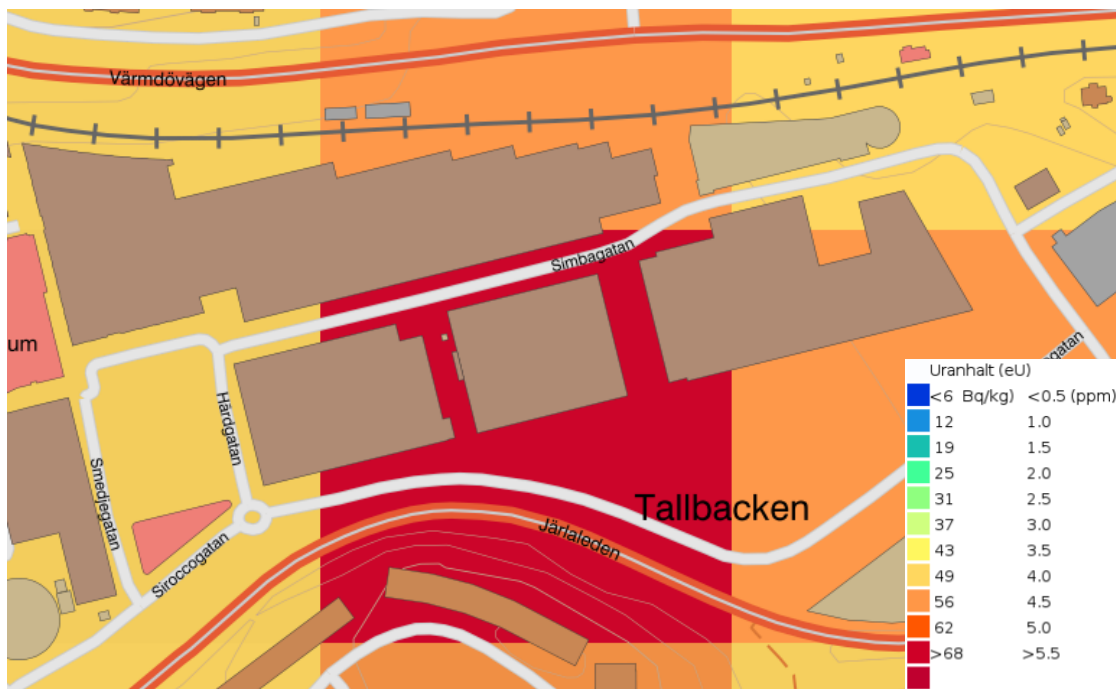 Värmdövägen
Simbagatan
um
Hårdgatan
Smedjegatan
Siroccogatan
Tallbacken
Järlaleden
gatan
Uranhalt (eU)
<6 Bq/kg) <0.5 (ppm)
12 1.0
19 1.5
25 2.0
31 2.5
37 3.0
43 3.5
49 4.0
56 4.5
62 5.0
>68 >5.5